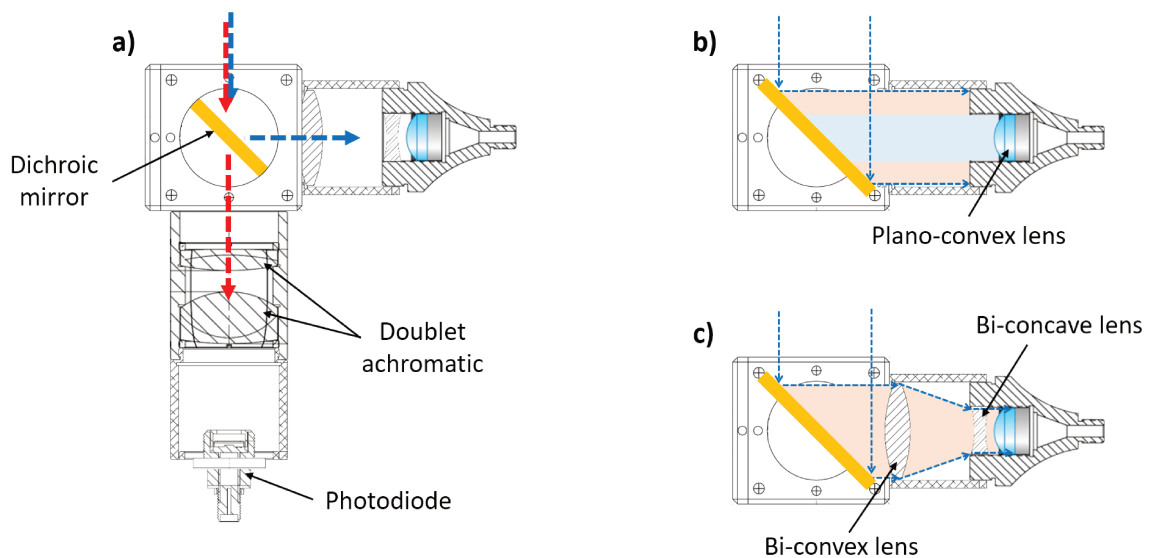 a)
Dichroic
mirror
Doublet
achromatic
Photodiode
b)
Plano-convex lens
c)
Bi-concave lens
Bi-convex lens